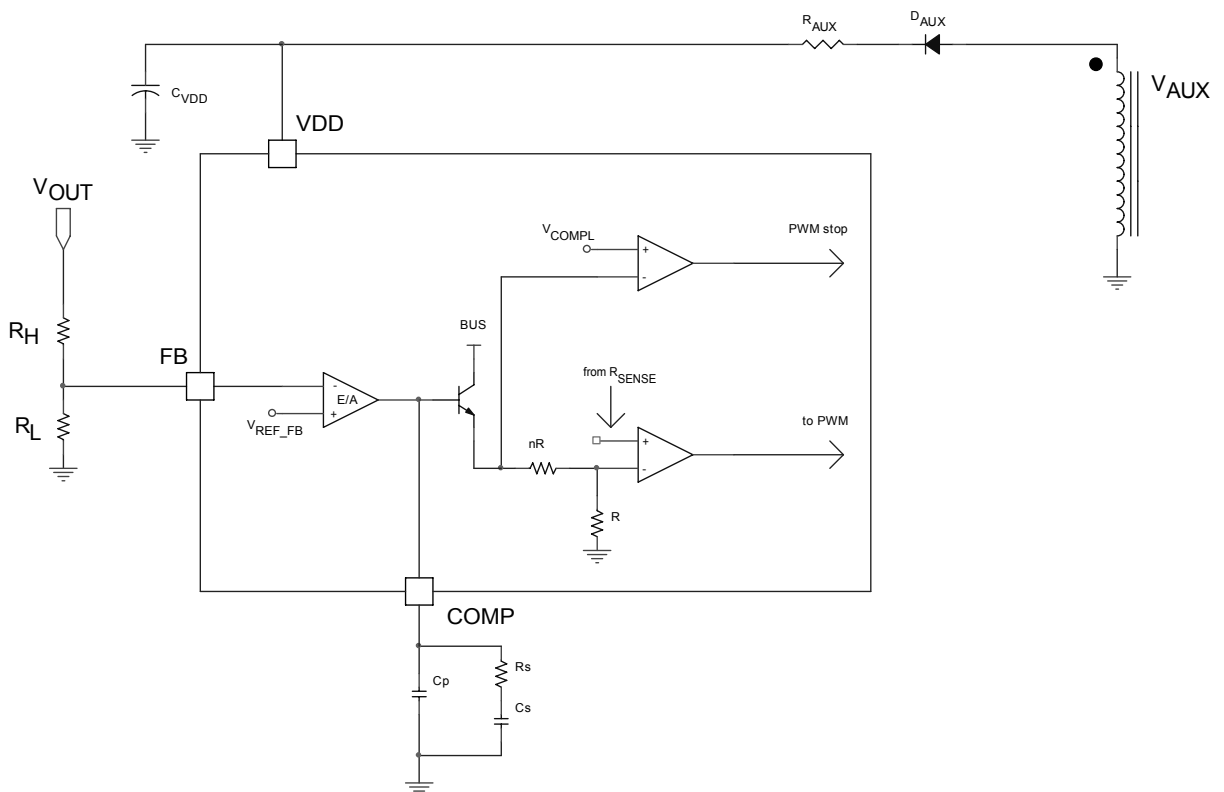 R_AUX
D_AUX
V_AUX
C_VDD
VDD
V_OUT
V_COMPL
+
-
PWM stop
R_H
BUS
FB
from R_SENSE
-
E/A
+
V_REF_FB
R_L
to PWM
nR
+
-
R
COMP
Rs
Cp
Cs